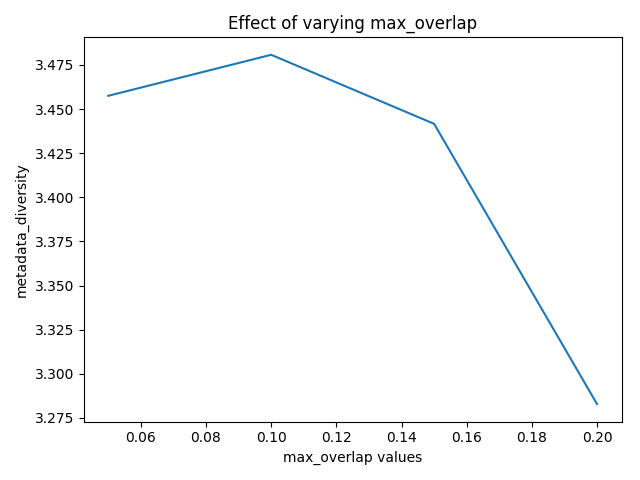 Effect of varying max_overlap
3.475
3.450
3.425
3.400
3.375
3.350
3.325
3.300
3.275
metadata_diversity
0.06 0.08 0.10 0.12 0.14 0.16 0.18 0.20
max_overlap values